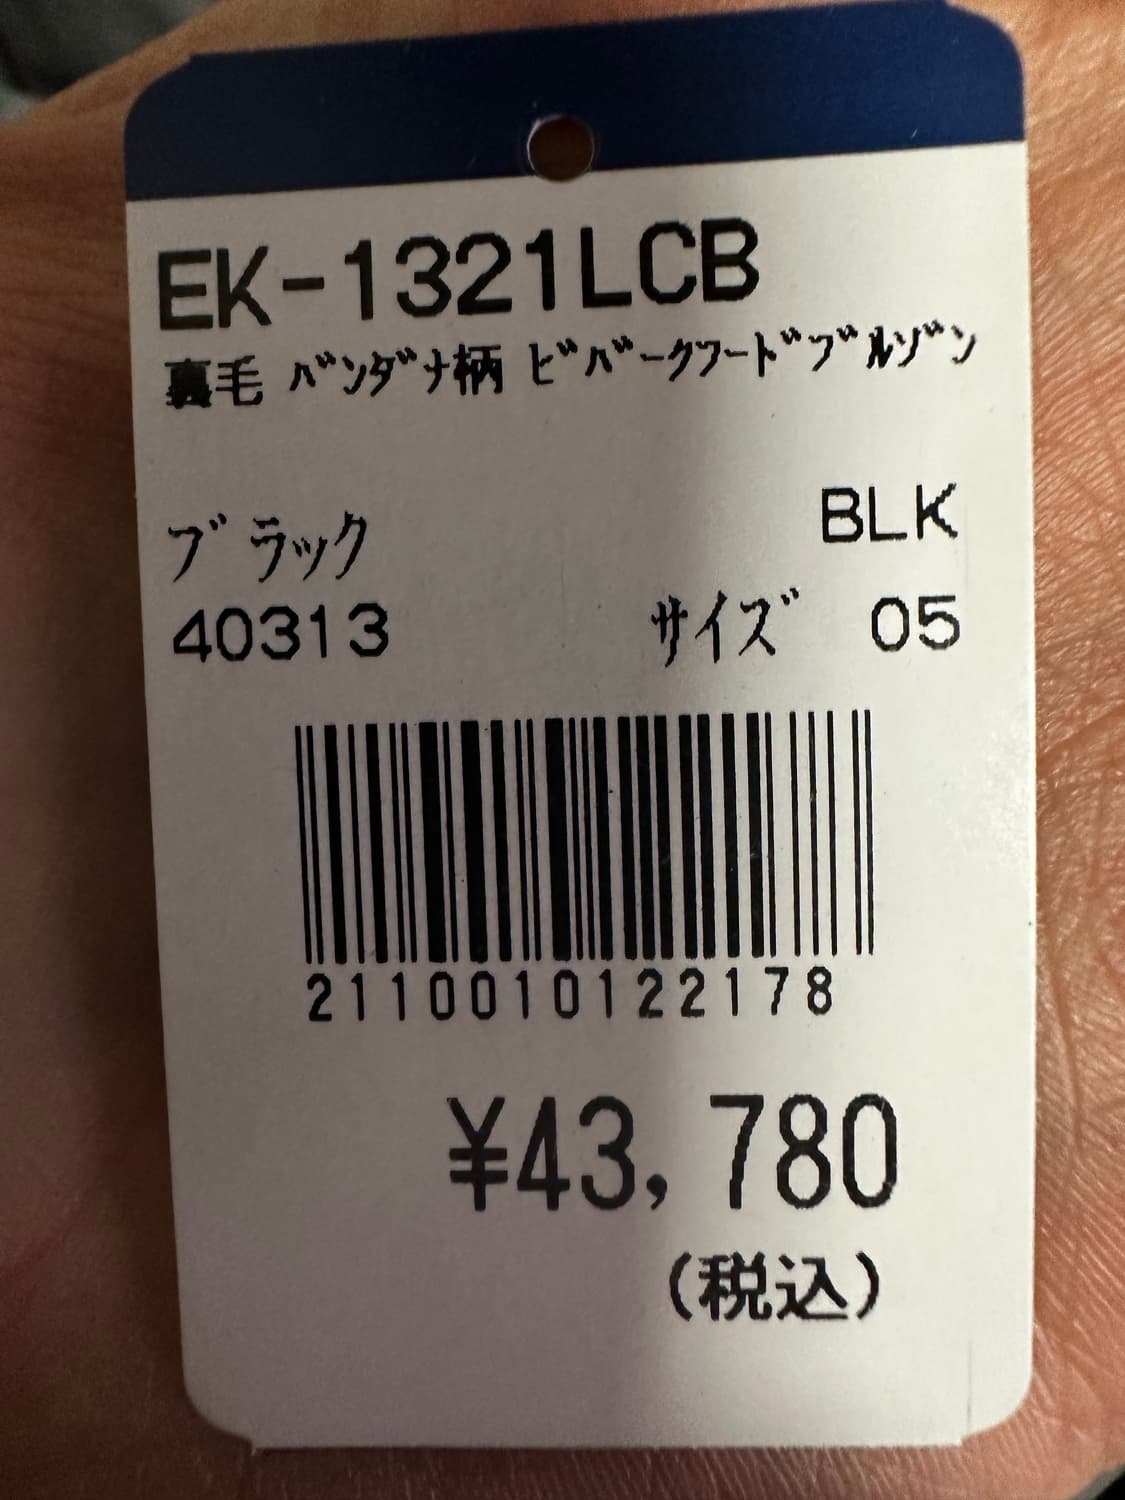 EK-1321LCB
裏毛 ﾊﾞﾝﾀﾞﾅ柄 ﾋﾞﾊﾞｰｸﾌｰﾄﾞﾌﾞﾙｿﾞﾝ
ﾌﾞﾗｯｸ BLK
40313 ｻｲｽﾞ 05
2110010122178
¥43,780
(税込)